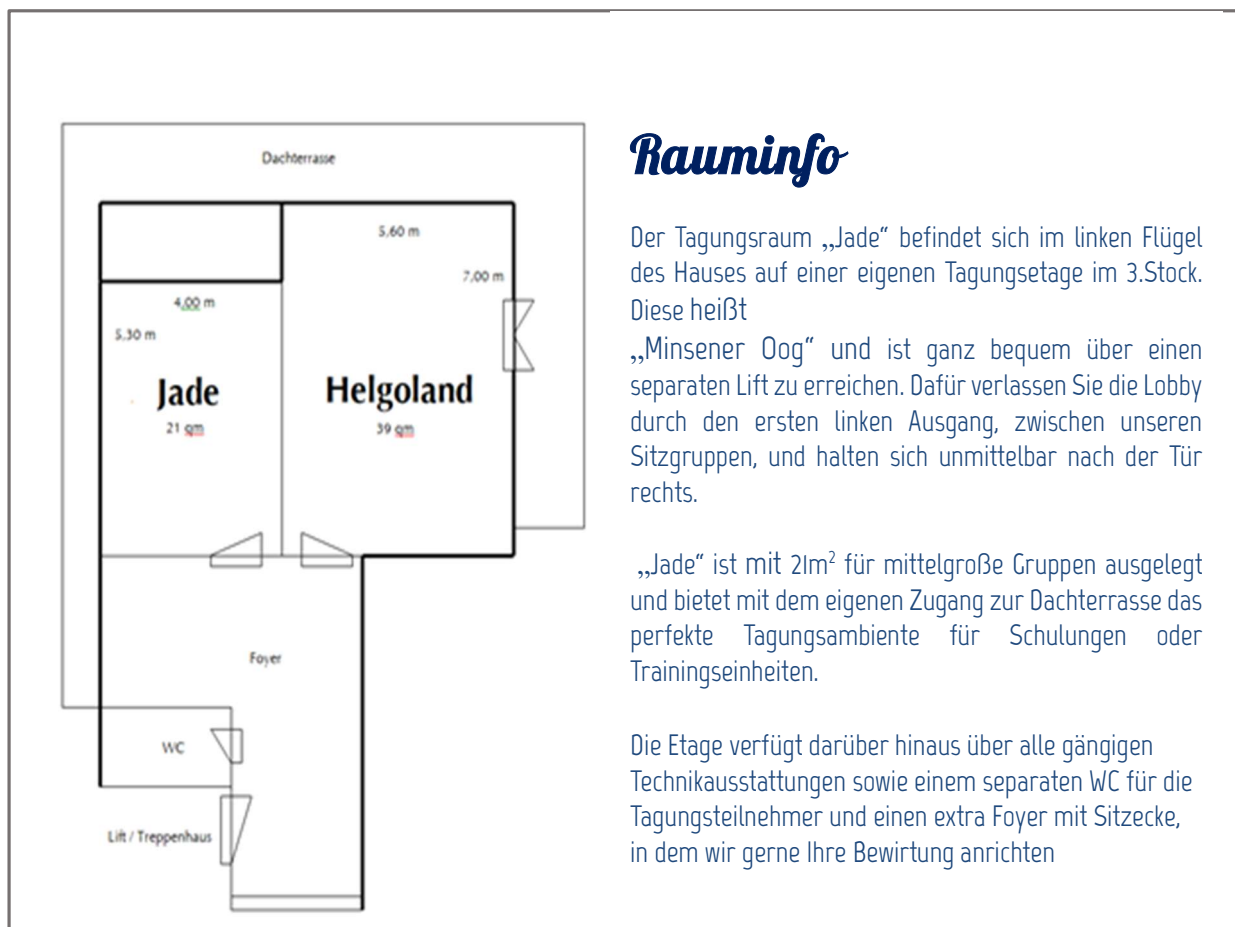 Dachterrasse
5,60 m
7,00 m
4,00 m
5,30 m
Jade
21 qm
Helgoland
39 qm
Foyer
WC
Lift / Treppenhaus
Rauminfo
Der Tagungsraum „Jade“ befindet sich im linken Flügel
des Hauses auf einer eigenen Tagungsetage im 3.Stock.
Diese heißt
„Minsener Oog“ und ist ganz bequem über einen
separaten Lift zu erreichen. Dafür verlassen Sie die Lobby
durch den ersten linken Ausgang, zwischen unseren
Sitzgruppen, und halten sich unmittelbar nach der Tür
rechts.
„Jade“ ist mit 21m² für mittelgroße Gruppen ausgelegt
und bietet mit dem eigenen Zugang zur Dachterrasse das
perfekte Tagungsambiente für Schulungen oder
Trainingseinheiten.
Die Etage verfügt darüber hinaus über alle gängigen
Technikausstattungen sowie einem separaten WC für die
Tagungsteilnehmer und einen extra Foyer mit Sitzecke,
in dem wir gerne Ihre Bewirtung anrichten